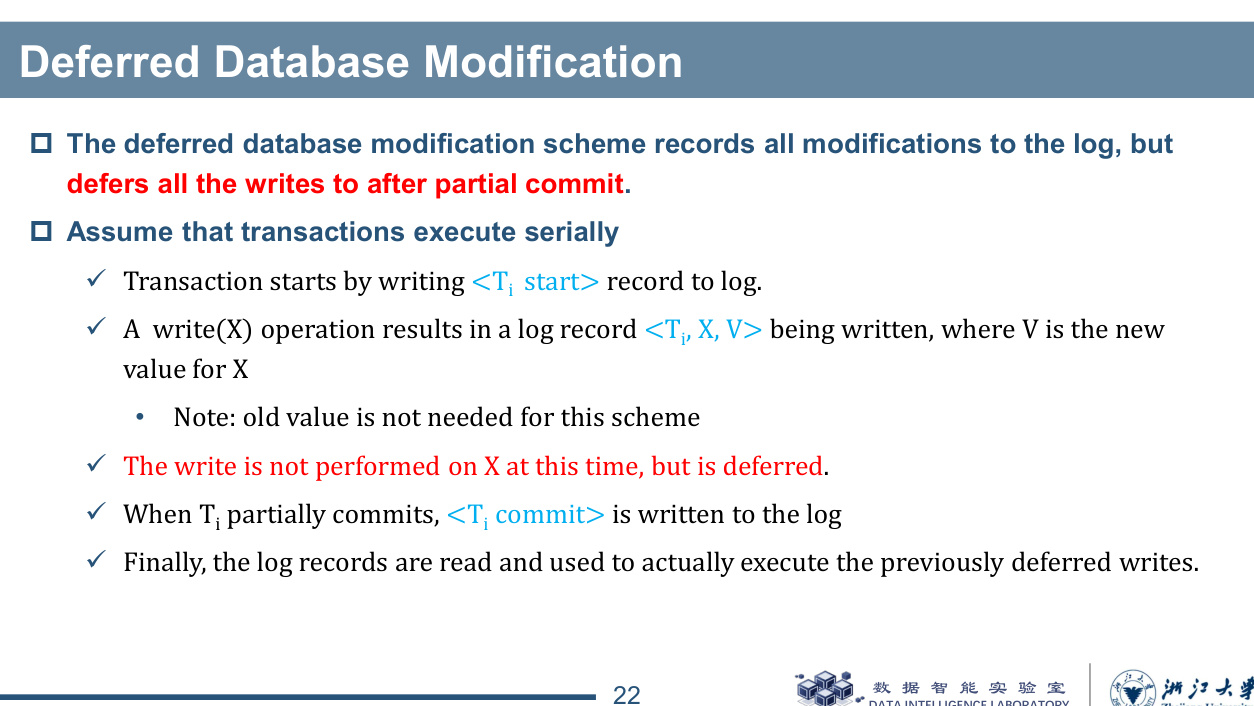 Deferred Database Modification
The deferred database modification scheme records all modifications to the log, but
defers all the writes to after partial commit.
Assume that transactions execute serially
✓ Transaction starts by writing <Ti start> record to log.
✓ A write(X) operation results in a log record <Ti, X, V> being written, where V is the new
value for X
• Note: old value is not needed for this scheme
✓ The write is not performed on X at this time, but is deferred.
✓ When Ti partially commits, <Ti commit> is written to the log
✓ Finally, the log records are read and used to actually execute the previously deferred writes.
22
数据智能实验室
DATA INTELLIGENCE LABORATORY
浙江大学